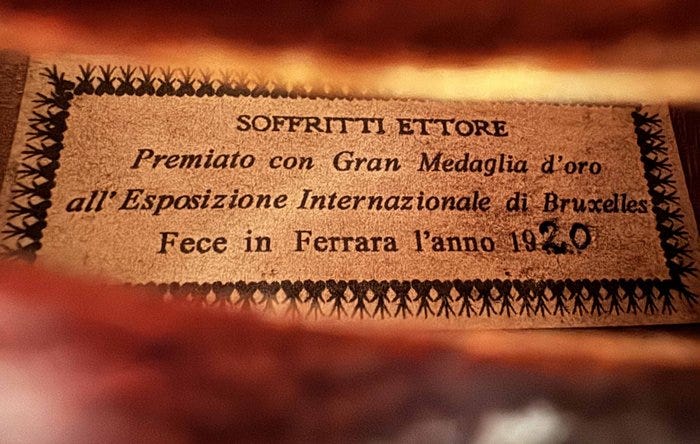 SOFFRITTI ETTORE
Premiato con Gran Medaglia d'oro
all'Esposizione Internazionale di Bruxelles
Fece in Ferrara l'anno 1920